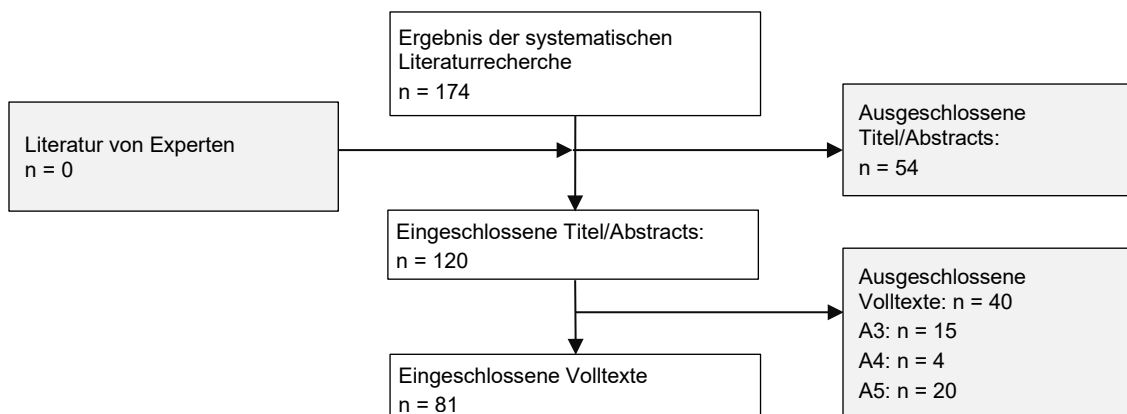 Ergebnis der systematischen
Literaturrecherche
n = 174
Literatur von Experten
n = 0
Ausgeschlossene
Titel/Abstracts:
n = 54
Eingeschlossene Titel/Abstracts:
n = 120
Ausgeschlossene
Volltexte: n = 40
A3: n = 15
A4: n = 4
A5: n = 20
Eingeschlossene Volltexte
n = 81